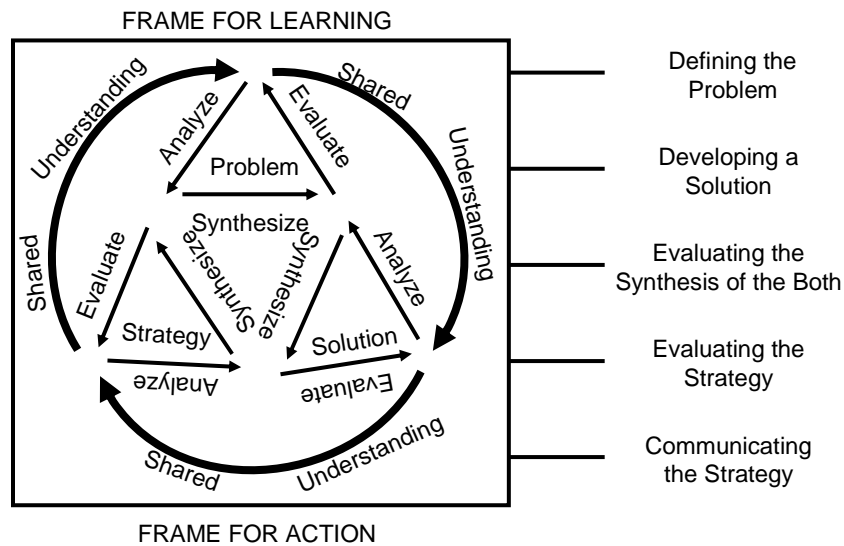 FRAME FOR LEARNING
Shared
Understanding
Shared
Understanding
Analyze
Evaluate
Problem
Synthesize
Evaluate
Synthesize
Strategy
Analyze
Synthesize
Analyze
Solution
Evaluate
Shared
Understanding
FRAME FOR ACTION
Defining the
Problem
Developing a
Solution
Evaluating the
Synthesis of the Both
Evaluating the
Strategy
Communicating
the Strategy